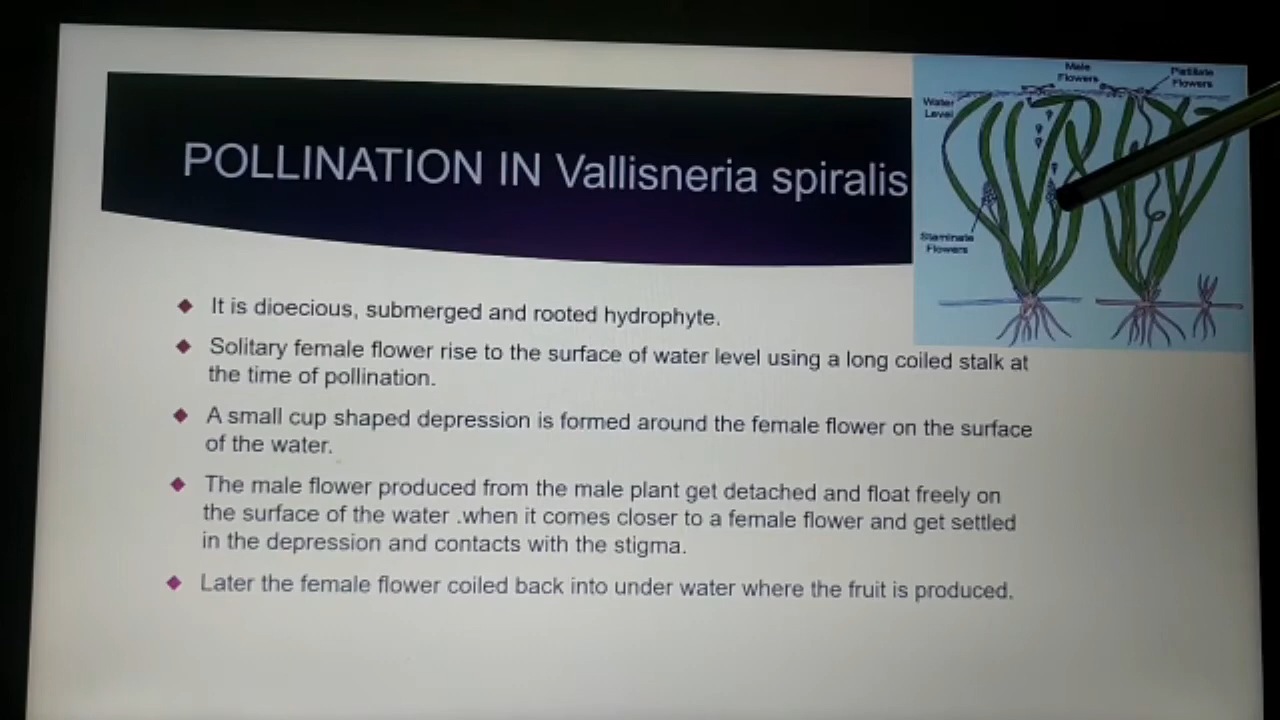 POLLINATION IN Vallisneria spiralis
Male
Flowers
Pistillate
Flowers
Water
Level
Staminate
Flowers
It is dioecious, submerged and rooted hydrophyte.
Solitary female flower rise to the surface of water level using a long coiled stalk at
the time of pollination.
A small cup shaped depression is formed around the female flower on the surface
of the water.
The male flower produced from the male plant get detached and float freely on
the surface of the water .when it comes closer to a female flower and get settled
in the depression and contacts with the stigma.
Later the female flower coiled back into under water where the fruit is produced.